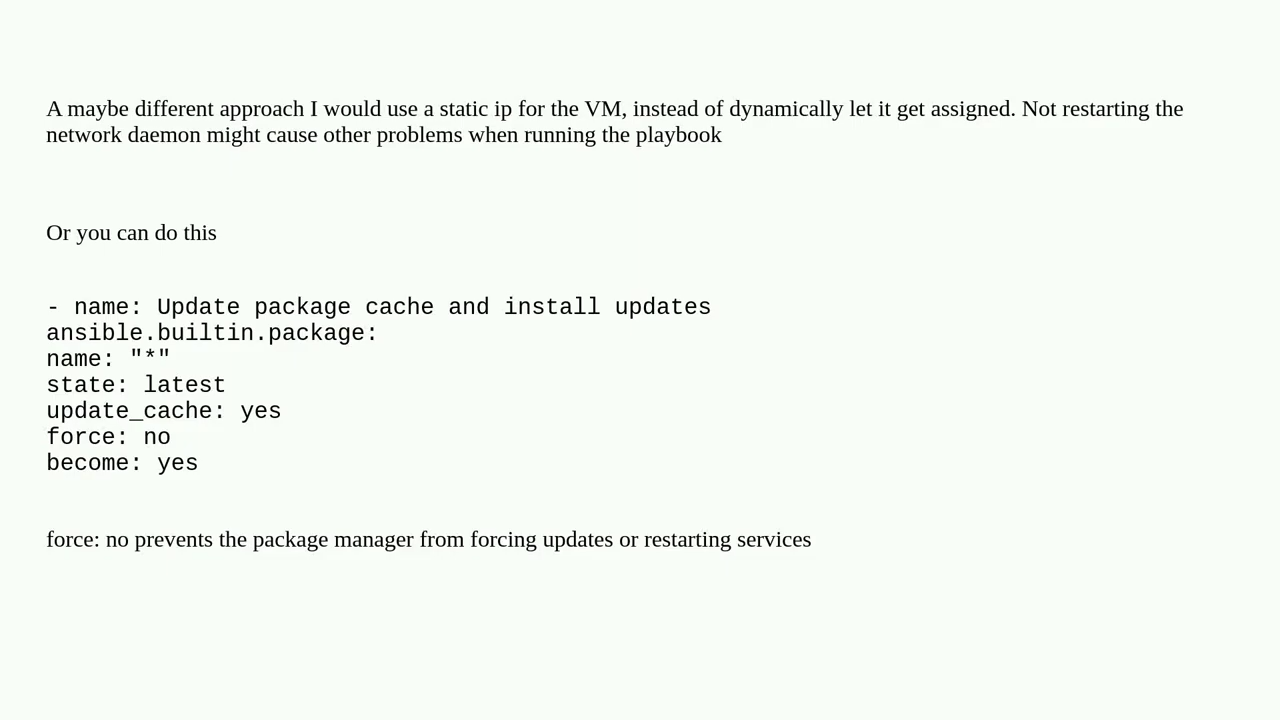 A maybe different approach I would use a static ip for the VM, instead of dynamically let it get assigned. Not restarting the
network daemon might cause other problems when running the playbook
Or you can do this
- name: Update package cache and install updates
ansible.builtin.package:
name: "*"
state: latest
update_cache: yes
force: no
become: yes
force: no prevents the package manager from forcing updates or restarting services